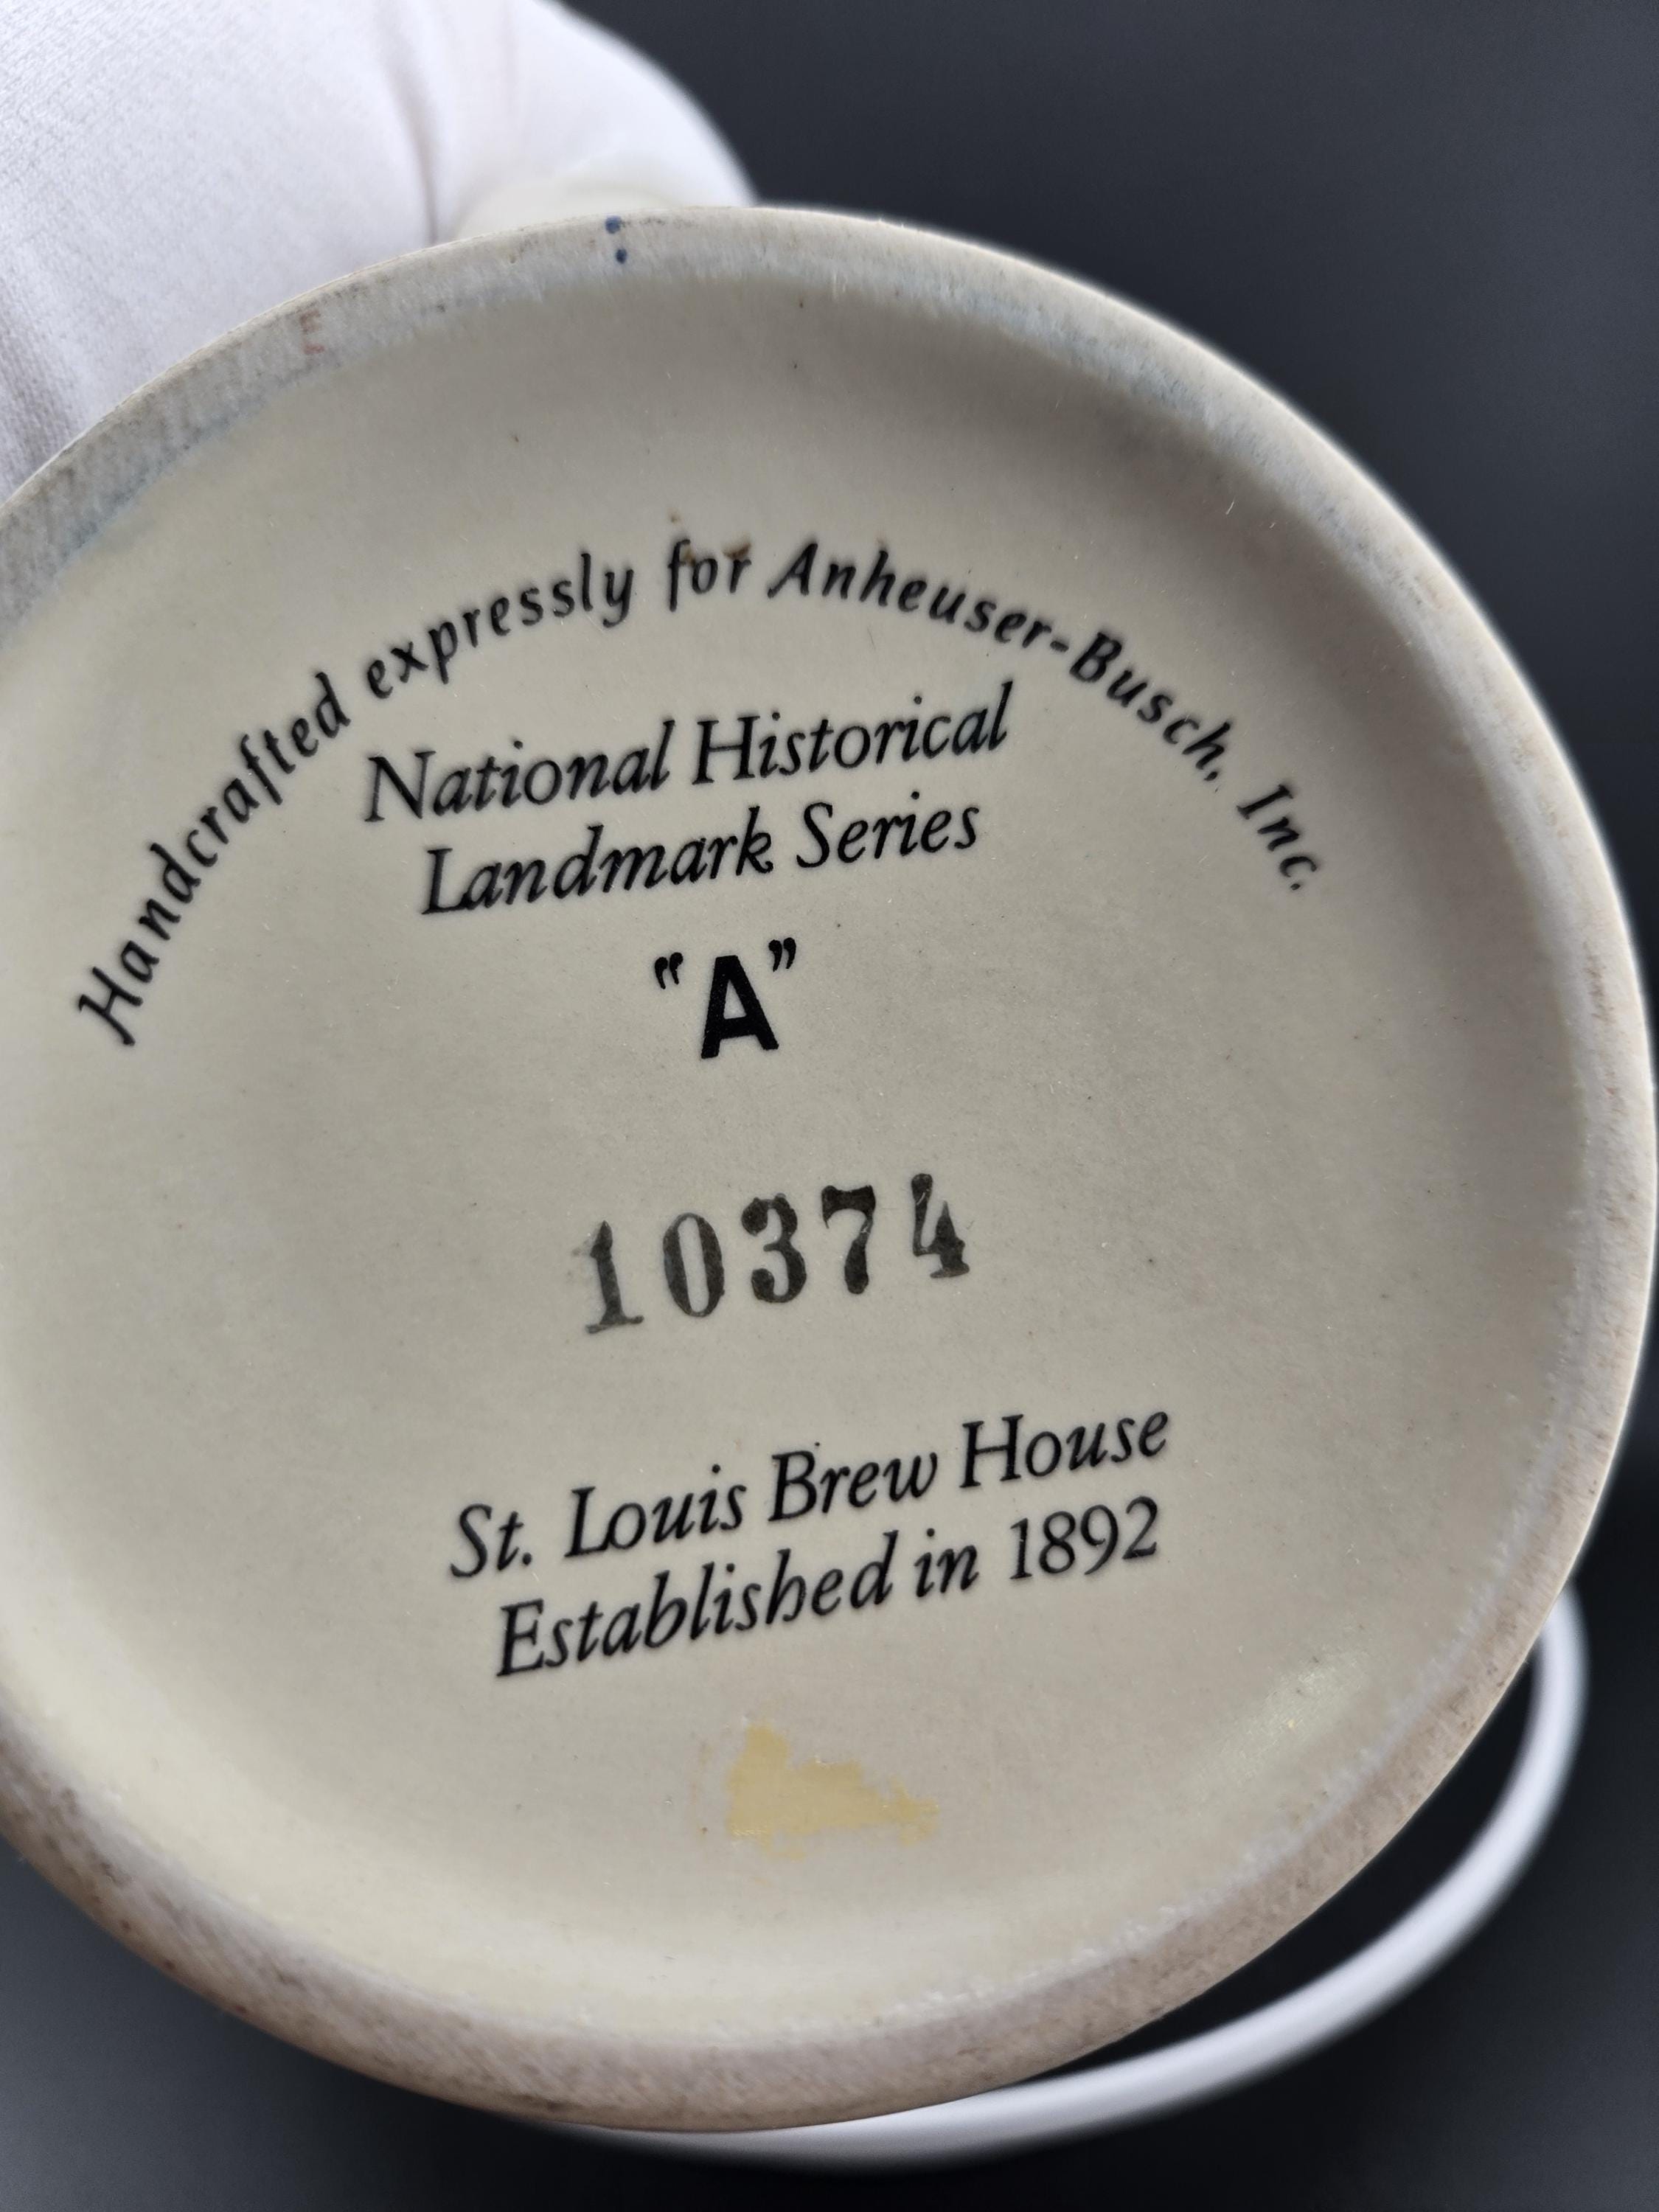 Handcrafted expressly for Anheuser-Busch, Inc.
National Historical
Landmark Series
"A"
10374
St. Louis Brew House
Established in 1892